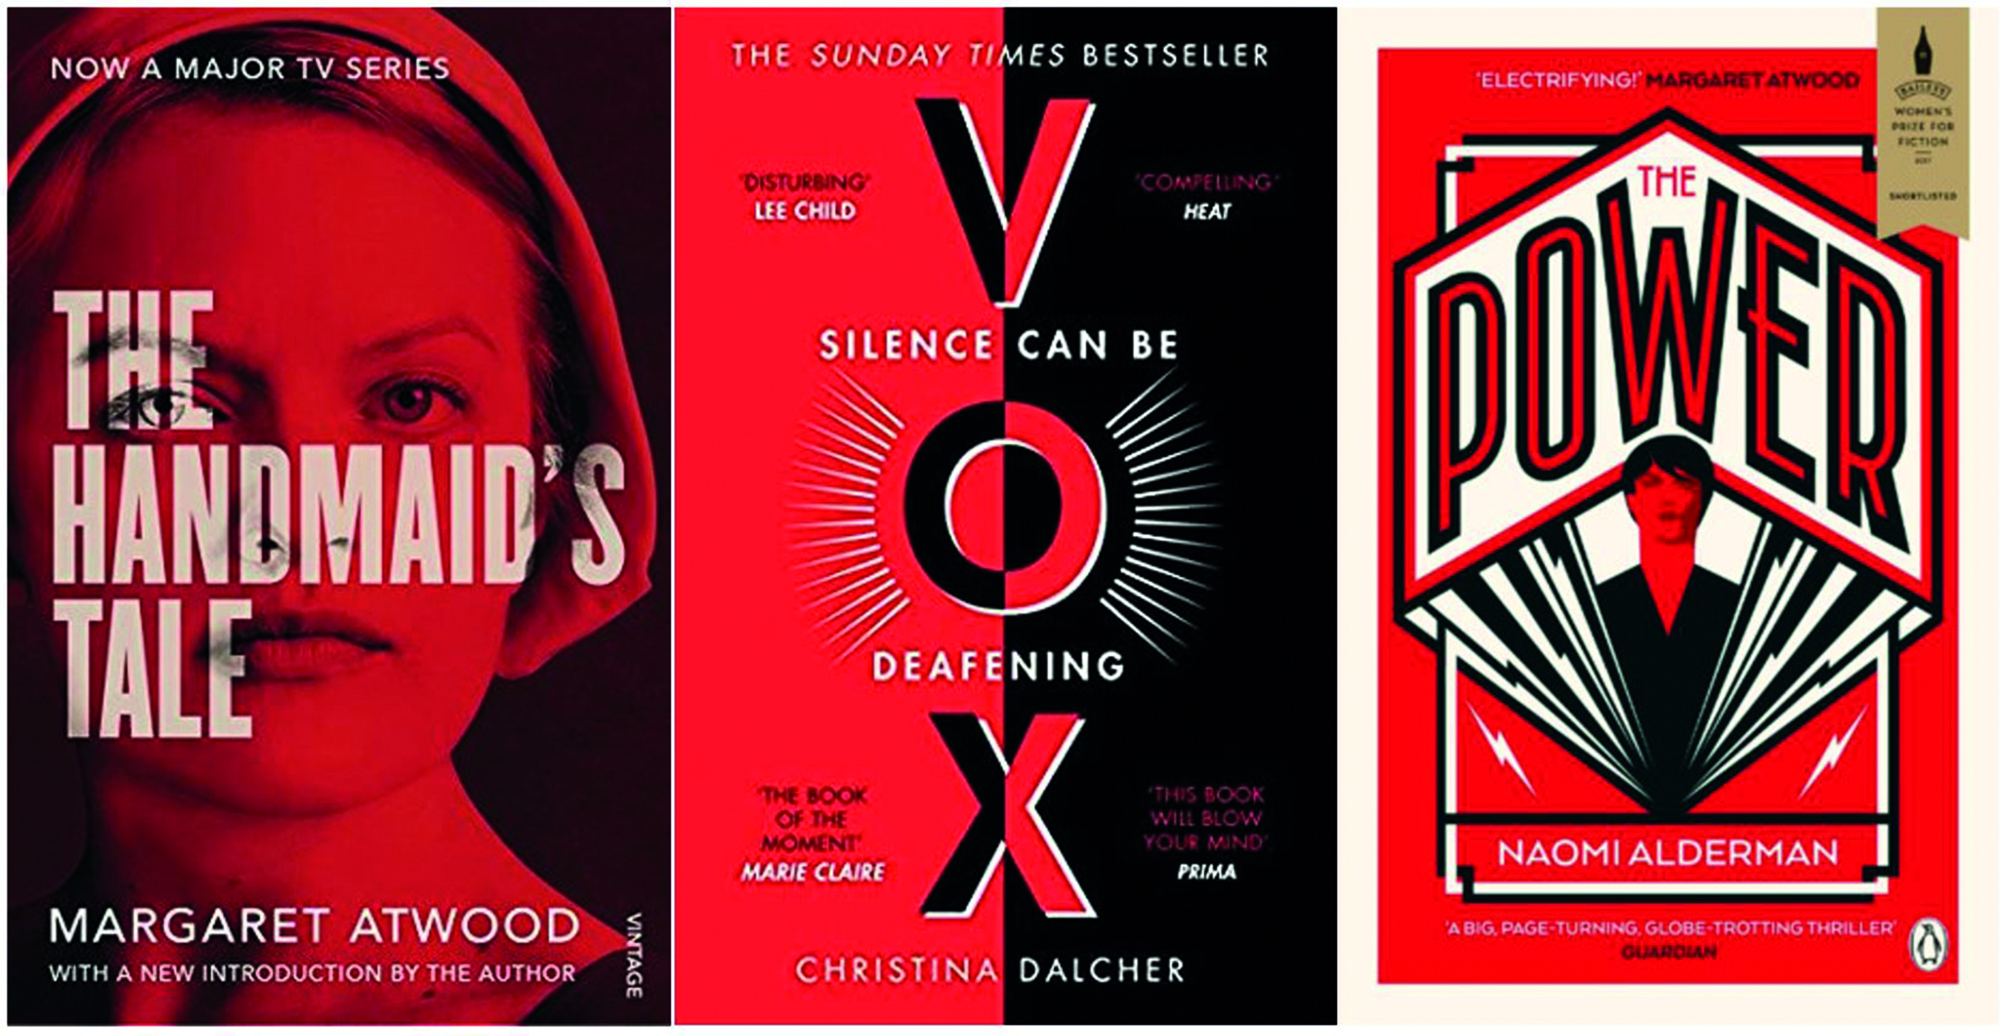 NOW A MAJOR TV SERIES
THE
HANDMAID'S
TALE
MARGARET ATWOOD
WITH A NEW INTRODUCTION BY THE AUTHOR
VINTAGE
THE SUNDAY TIMES BESTSELLER
V
'DISTURBING'
LEE CHILD
'COMPELLING'
HEAT
SILENCE CAN BE
O
DEAFENING
X
'THE BOOK
OF THE
MOMENT'
MARIE CLAIRE
'THIS BOOK
WILL BLOW
YOUR MIND'
PRIMA
CHRISTINA DALCHER
'ELECTRIFYING!' MARGARET ATWOOD
BAILEYS
WOMEN'S
PRIZE FOR
FICTION
2017
SHORTLISTED
THE
POWER
NAOMI ALDERMAN
'A BIG, PAGE-TURNING, GLOBE-TROTTING THRILLER'
GUARDIAN